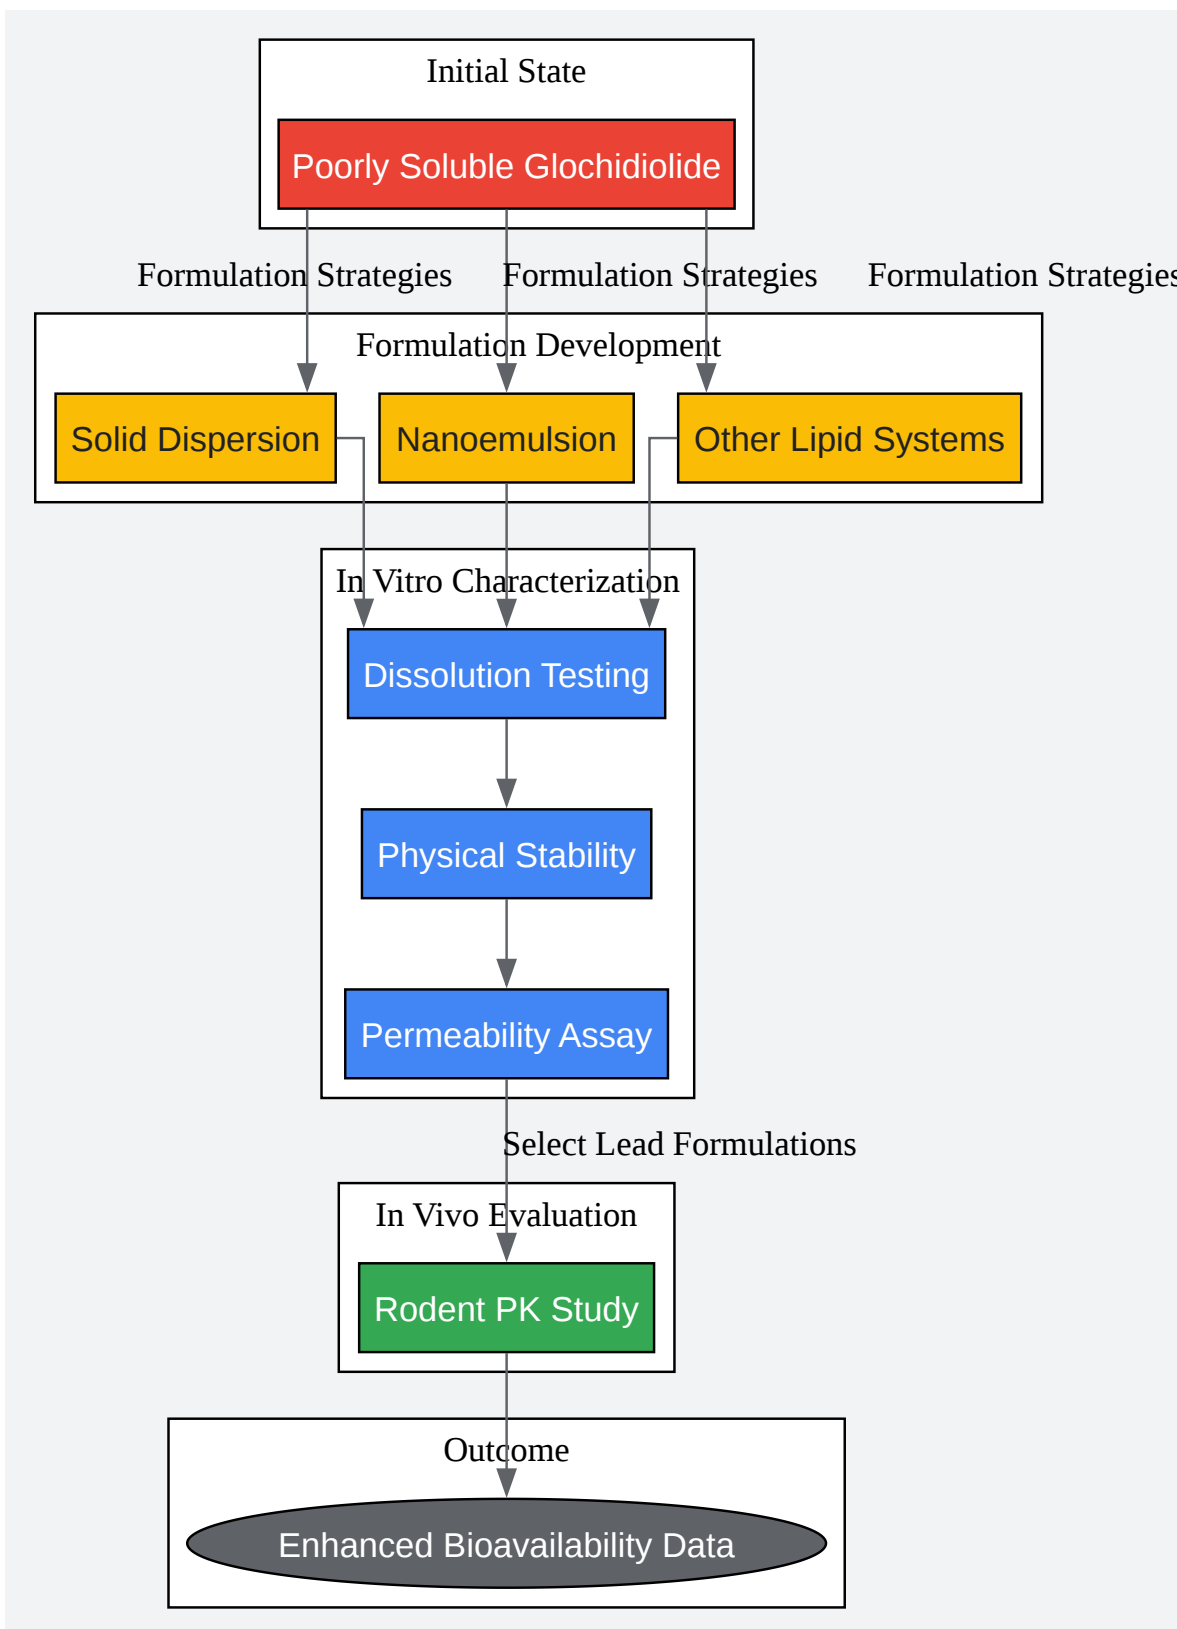 Initial State
Poorly Soluble Glochidiolide
Formulation Strategies
Formulation Strategies
Formulation Strategies
Formulation Development
Solid Dispersion
Nanoemulsion
Other Lipid Systems
In Vitro Characterization
Dissolution Testing
Physical Stability
Permeability Assay
Select Lead Formulations
In Vivo Evaluation
Rodent PK Study
Outcome
Enhanced Bioavailability Data